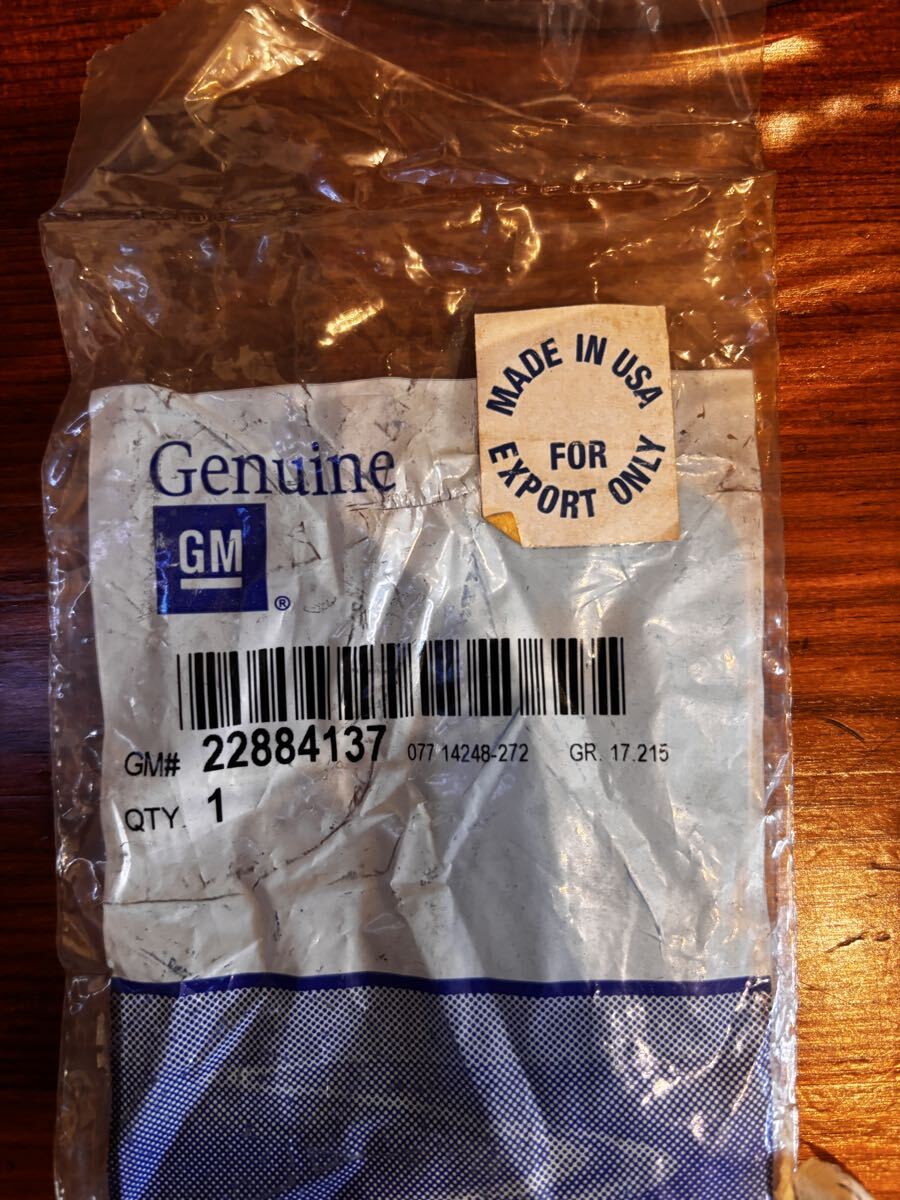 MADE IN USA
FOR
EXPORT ONLY
Genuine
GM
®
GM# 22884137 077 14248-272 GR. 17.215
QTY. 1